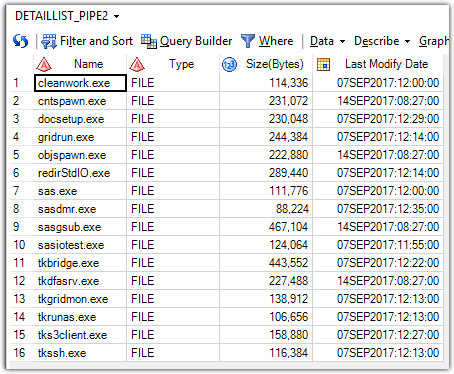 DETAILLIST_PIPE2
Filter and Sort Query Builder Where Data Describe Graph
Name Type Size(Bytes) Last Modify Date
1 cleanwork.exe FILE 114,336 07SEP2017:12:00:00
2 cntspawn.exe FILE 231,072 14SEP2017:08:27:00
3 docsetup.exe FILE 230,048 07SEP2017:12:29:00
4 gridrun.exe FILE 244,384 07SEP2017:12:14:00
5 objspawn.exe FILE 222,880 14SEP2017:08:27:00
6 redirStdIO.exe FILE 289,440 07SEP2017:12:14:00
7 sas.exe FILE 111,776 07SEP2017:12:00:00
8 sasdmr.exe FILE 88,224 07SEP2017:12:35:00
9 sasgsub.exe FILE 467,104 14SEP2017:08:27:00
10 sasiotest.exe FILE 124,064 07SEP2017:11:55:00
11 tkbridge.exe FILE 443,552 07SEP2017:12:22:00
12 tkdfasrv.exe FILE 227,488 14SEP2017:08:27:00
13 tkgridmon.exe FILE 138,912 07SEP2017:12:13:00
14 tkrunas.exe FILE 106,656 07SEP2017:12:13:00
15 tks3client.exe FILE 158,880 07SEP2017:12:27:00
16 tkssh.exe FILE 116,384 07SEP2017:12:13:00